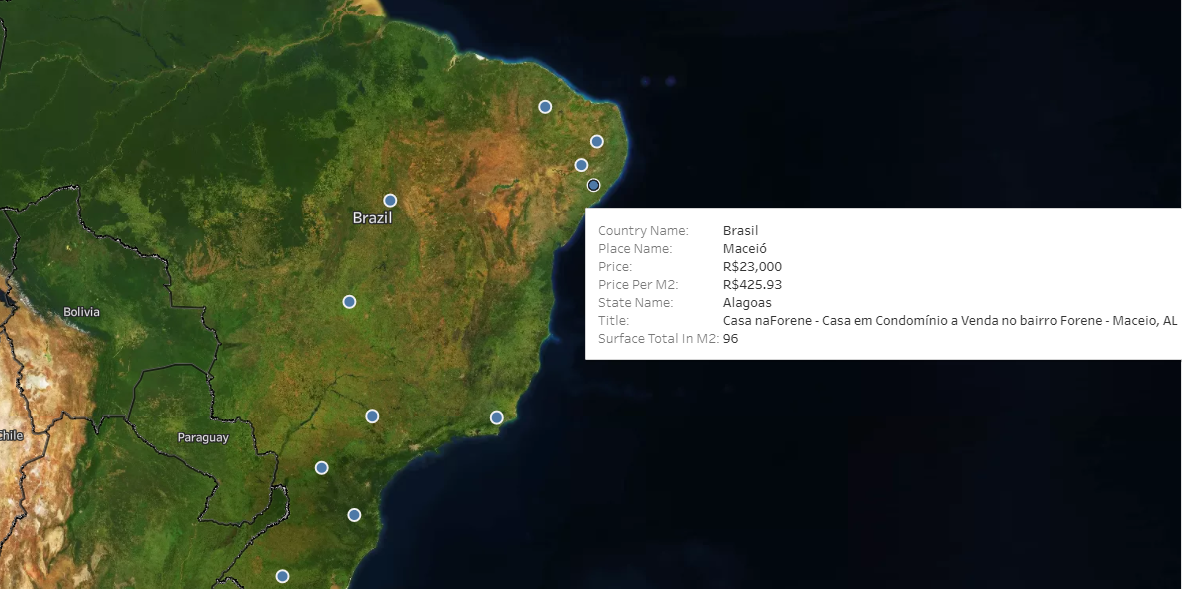 Brazil
Bolivia
Paraguay
Chile
Country Name: Brasil
Place Name: Maceió
Price: R$23,000
Price Per M2: R$425.93
State Name: Alagoas
Title: Casa naForene - Casa em Condomínio a Venda no bairro Forene - Maceio, AL
Surface Total In M2: 96